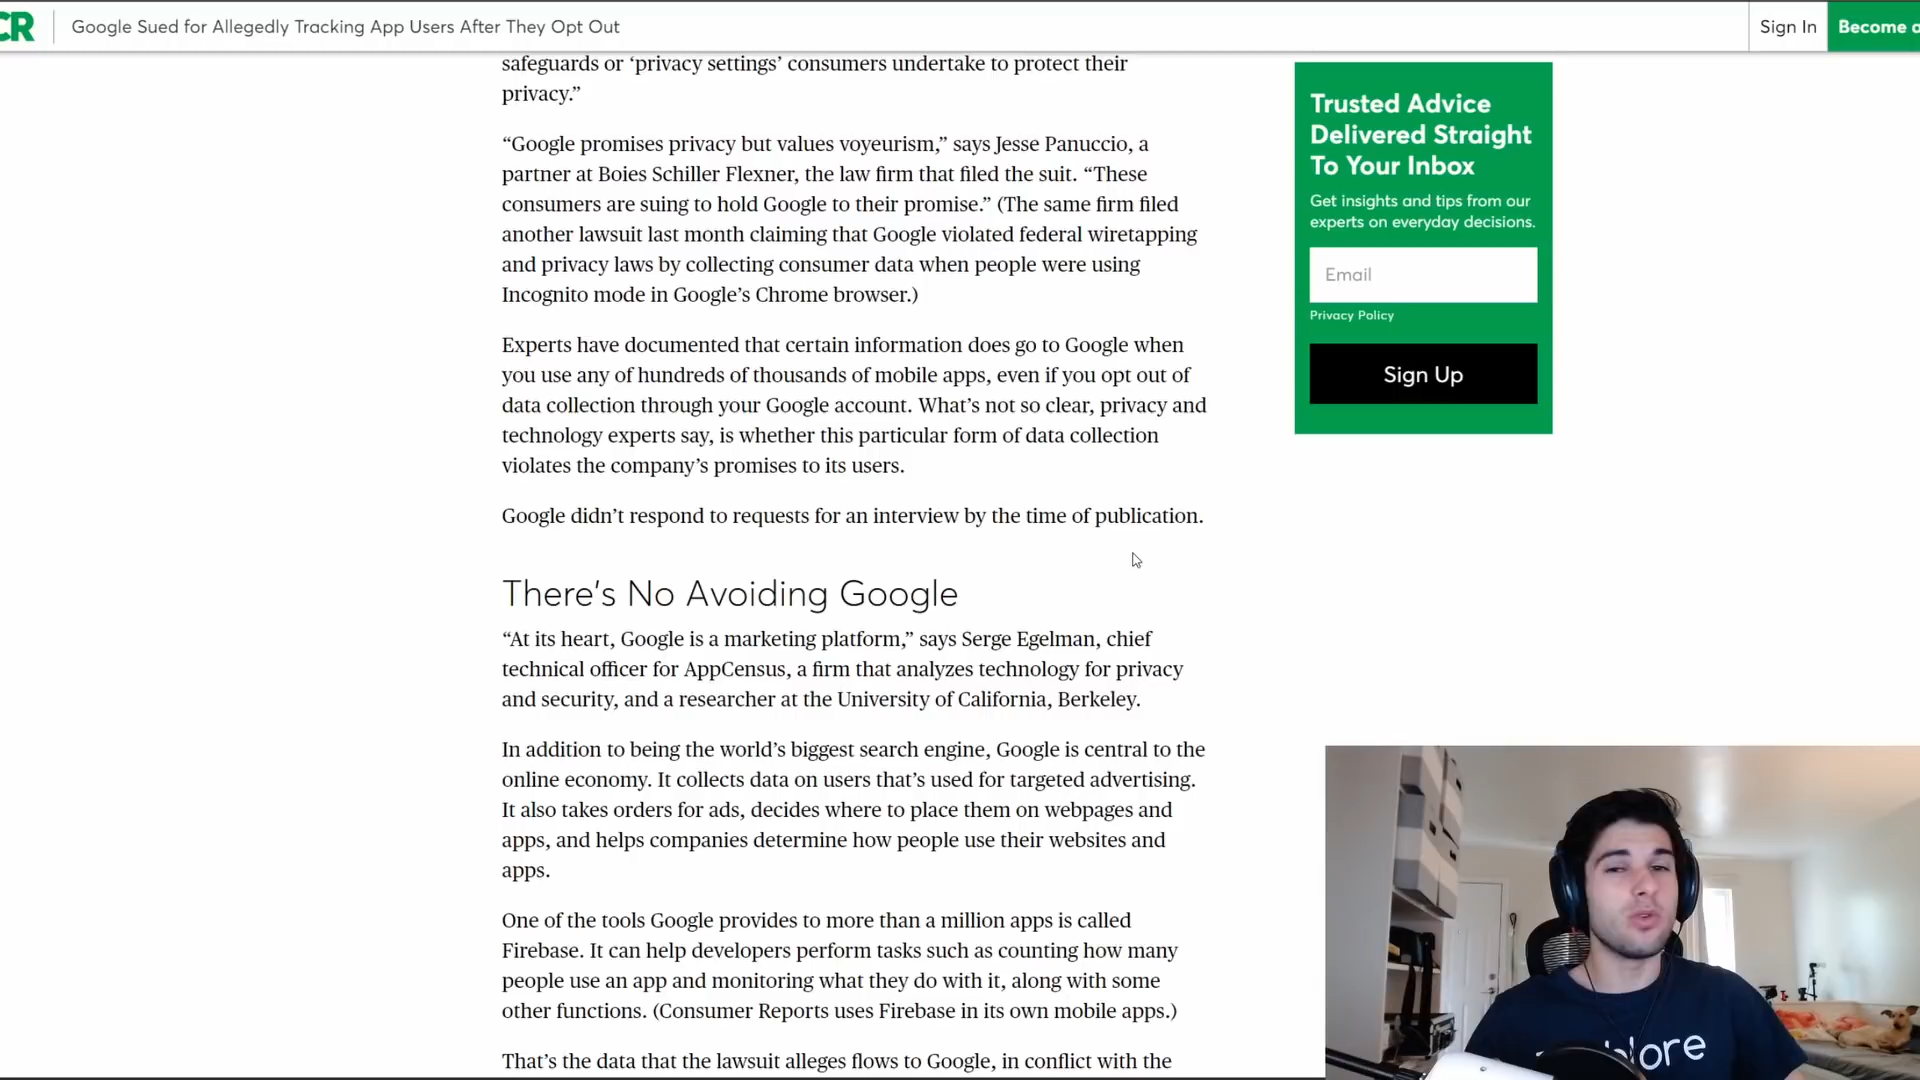 CR
Google Sued for Allegedly Tracking App Users After They Opt Out
Sign In
Become a
safeguards or ‘privacy settings’ consumers undertake to protect their
privacy.”
“Google promises privacy but values voyeurism,” says Jesse Panuccio, a
partner at Boies Schiller Flexner, the law firm that filed the suit. “These
consumers are suing to hold Google to their promise.” (The same firm filed
another lawsuit last month claiming that Google violated federal wiretapping
and privacy laws by collecting consumer data when people were using
Incognito mode in Google’s Chrome browser.)
Experts have documented that certain information does go to Google when
you use any of hundreds of thousands of mobile apps, even if you opt out of
data collection through your Google account. What’s not so clear, privacy and
technology experts say, is whether this particular form of data collection
violates the company’s promises to its users.
Google didn’t respond to requests for an interview by the time of publication.
There’s No Avoiding Google
“At its heart, Google is a marketing platform,” says Serge Egelman, chief
technical officer for AppCensus, a firm that analyzes technology for privacy
and security, and a researcher at the University of California, Berkeley.
In addition to being the world’s biggest search engine, Google is central to the
online economy. It collects data on users that’s used for targeted advertising.
It also takes orders for ads, decides where to place them on webpages and
apps, and helps companies determine how people use their websites and
apps.
One of the tools Google provides to more than a million apps is called
Firebase. It can help developers perform tasks such as counting how many
people use an app and monitoring what they do with it, along with some
other functions. (Consumer Reports uses Firebase in its own mobile apps.)
That’s the data that the lawsuit alleges flows to Google, in conflict with the
Trusted Advice
Delivered Straight
To Your Inbox
Get insights and tips from our
experts on everyday decisions.
Email
Privacy Policy
Sign Up